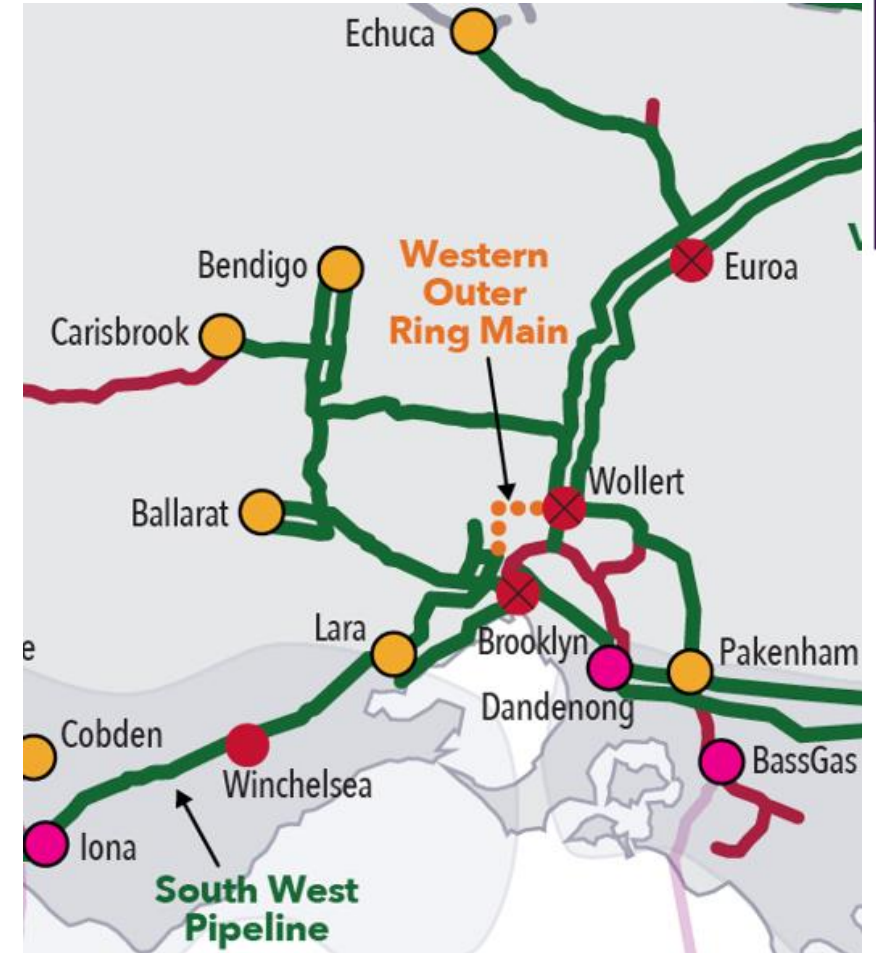 Echuca
Bendigo
Western
Outer
Ring Main
Euroa
Carisbrook
Wollert
Ballarat
Lara
Brooklyn
Pakenham
e
Dandenong
Cobden
BassGas
Winchelsea
Iona
South West
Pipeline